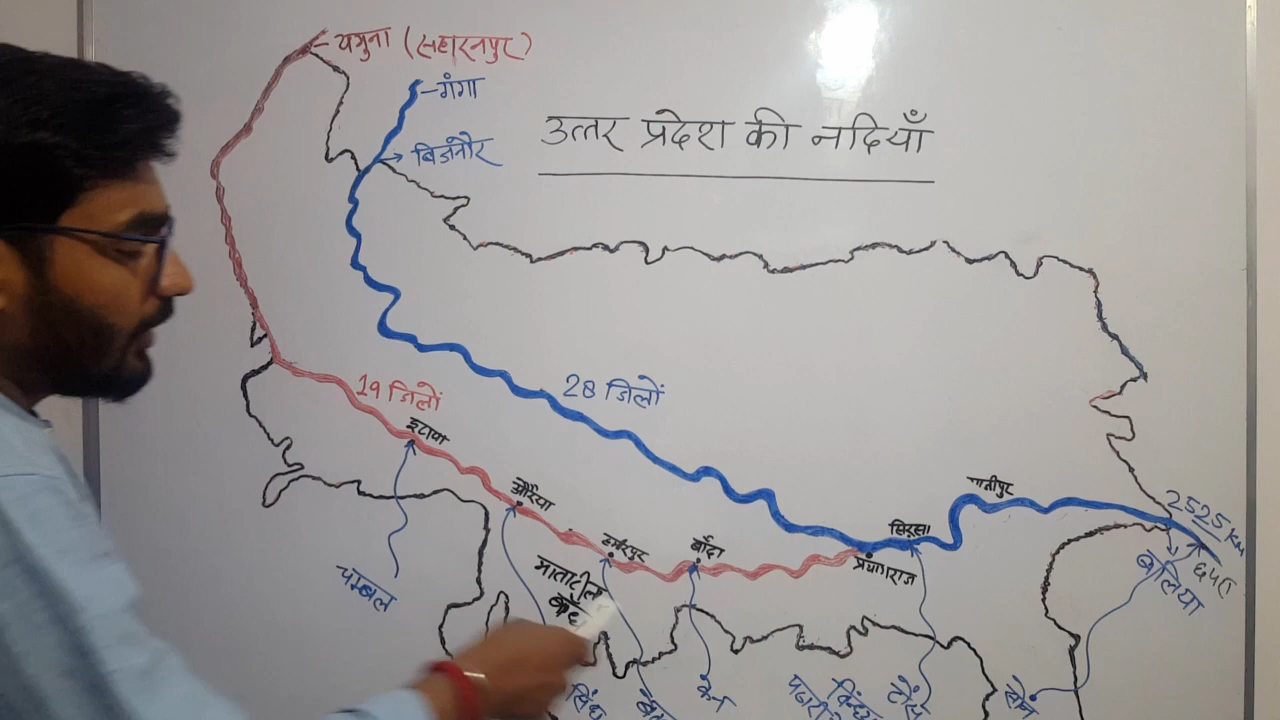 यमुना (सहारनपुर)
गंगा
बिजनौर
उत्तर प्रदेश की नदियाँ
19 जिलों
28 जिलों
इटावा
औरैया
हमीरपुर
बाँदा
सिरसा
प्रयागराज
2525 km
बलिया
चम्बल
माताटीला
बाँध
सिंध
केन
टोंस
सोन